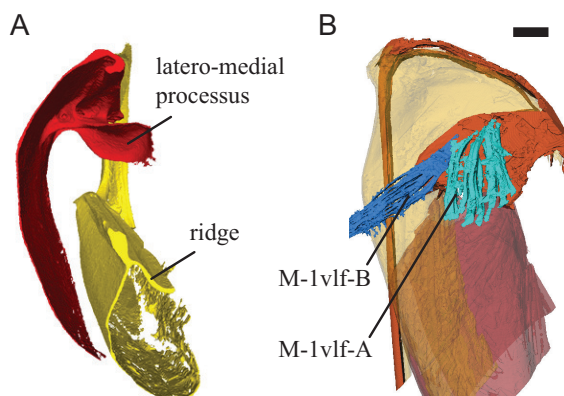 A
B
latero-medial
processus
ridge
M-1vlf-B
M-1vlf-A